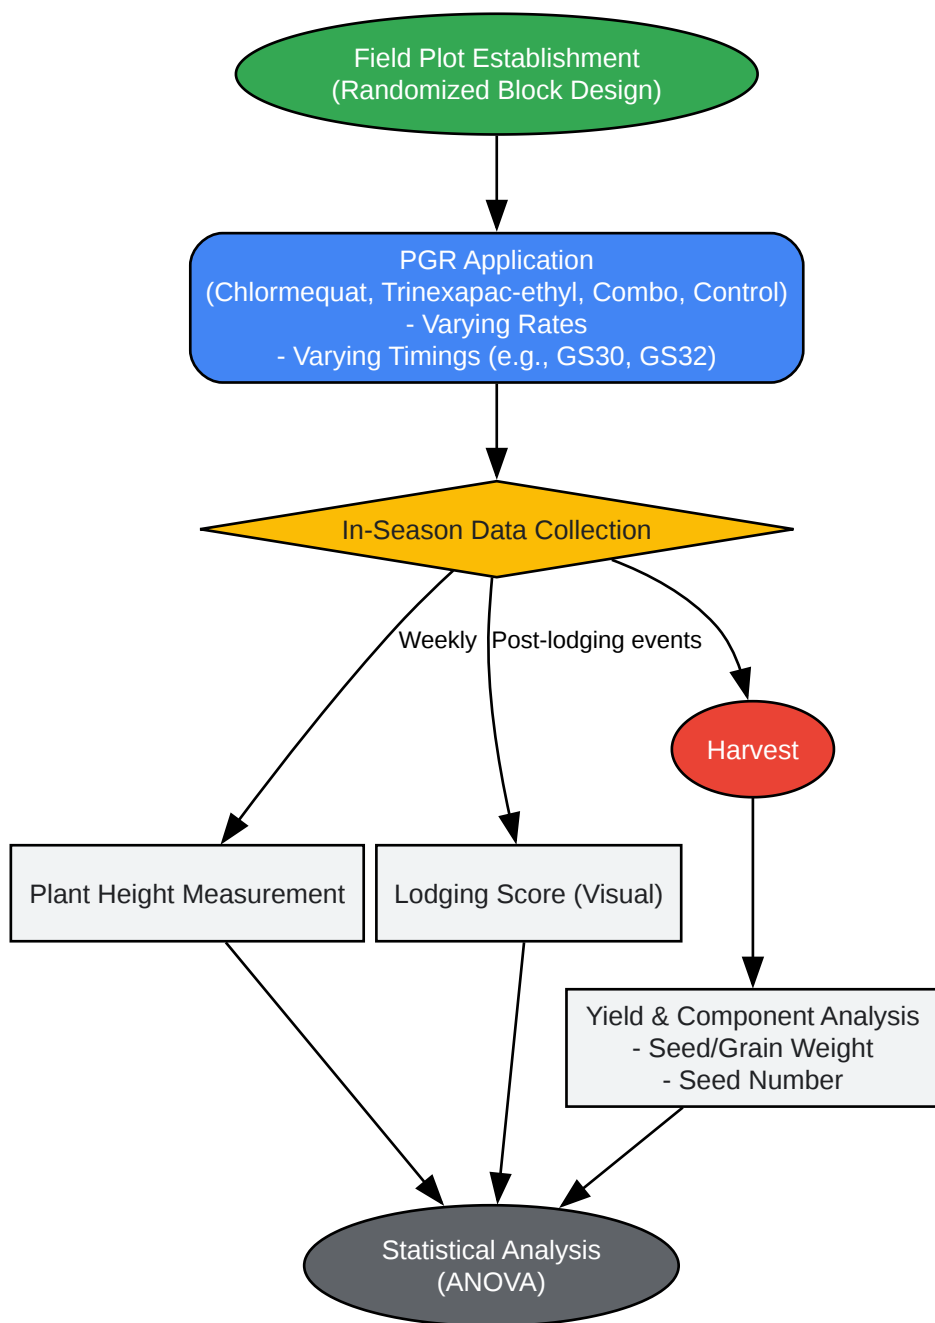 Field Plot Establishment
(Randomized Block Design)
PGR Application
(Chlormequat, Trinexapac-ethyl, Combo, Control)
- Varying Rates
- Varying Timings (e.g., GS30, GS32)
In-Season Data Collection
Weekly
Post-lodging events
Harvest
Plant Height Measurement
Lodging Score (Visual)
Yield & Component Analysis
- Seed/Grain Weight
- Seed Number
Statistical Analysis
(ANOVA)